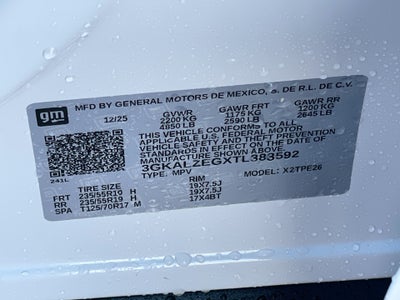 gm
MFD BY GENERAL MOTORS DE MEXICO, S. DE R.L. DE C.V.
12/25 GVWR GAWR FRT GAWR RR
2200 KG 1175 KG 1200 KG
4850 LB 2590 LB 2645 LB
THIS VEHICLE CONFORMS TO ALL
APPLICABLE U.S. FEDERAL MOTOR
VEHICLE SAFETY AND THEFT PREVENTION
STANDARDS IN EFFECT ON THE DATE OF
MANUFACTURE SHOWN ABOVE.
3GKALZEGXTL383592
TYPE: MPV MODEL: X2TPE26
241L
TIRE SIZE RIM
FRT 235/55R19 H 19X7.5J
RR 235/55R19 H 19X7.5J
SPA T125/70R17 M 17X4BT